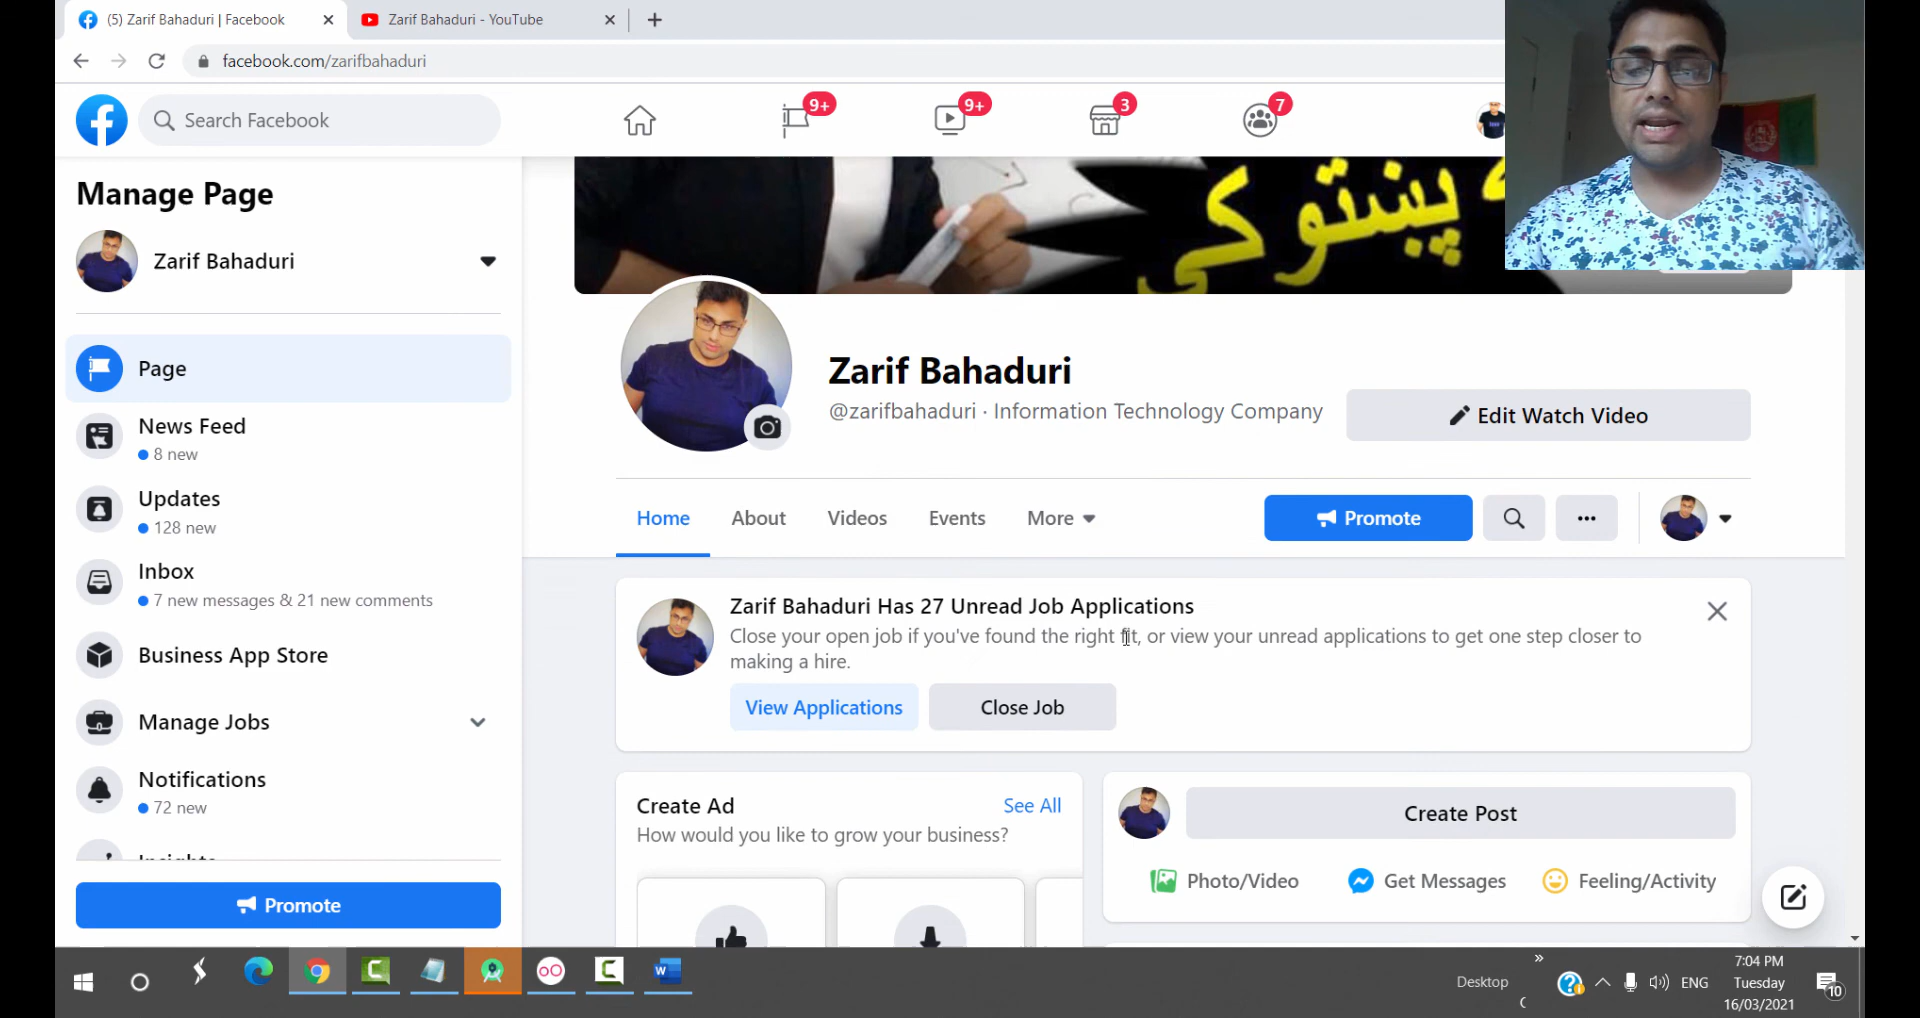 (5) Zarif Bahaduri | Facebook
Zarif Bahaduri - YouTube
facebook.com/zarifbahaduri
Search Facebook
9+
9+
3
7
Manage Page
Zarif Bahaduri
Page
News Feed
8 new
Updates
128 new
Inbox
7 new messages & 21 new comments
Business App Store
Manage Jobs
Notifications
72 new
Insights
Promote
پښتو کې
Zarif Bahaduri
@zarifbahaduri · Information Technology Company
Edit Watch Video
Home
About
Videos
Events
More
Promote
Zarif Bahaduri Has 27 Unread Job Applications
Close your open job if you've found the right fit, or view your unread applications to get one step closer to
making a hire.
View Applications
Close Job
Create Ad
See All
How would you like to grow your business?
Create Post
Photo/Video
Get Messages
Feeling/Activity
Desktop
ENG
7:04 PM
Tuesday
16/03/2021
10